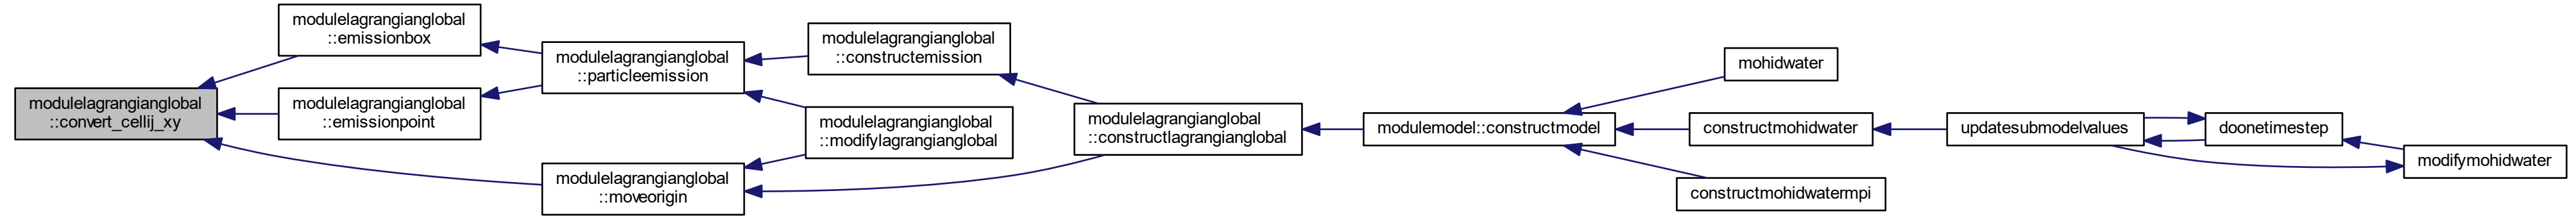 modulelagrangianglobal
::convert_cellij_xy
modulelagrangianglobal
::emissionbox
modulelagrangianglobal
::emissionpoint
modulelagrangianglobal
::particleemission
modulelagrangianglobal
::moveorigin
modulelagrangianglobal
::constructemission
modulelagrangianglobal
::modifylagrangianglobal
modulelagrangianglobal
::constructlagrangianglobal
modulemodel::constructmodel
mohidwater
constructmohidwater
constructmohidwatermpi
updatesubmodelvalues
doonetimestep
modifymohidwater